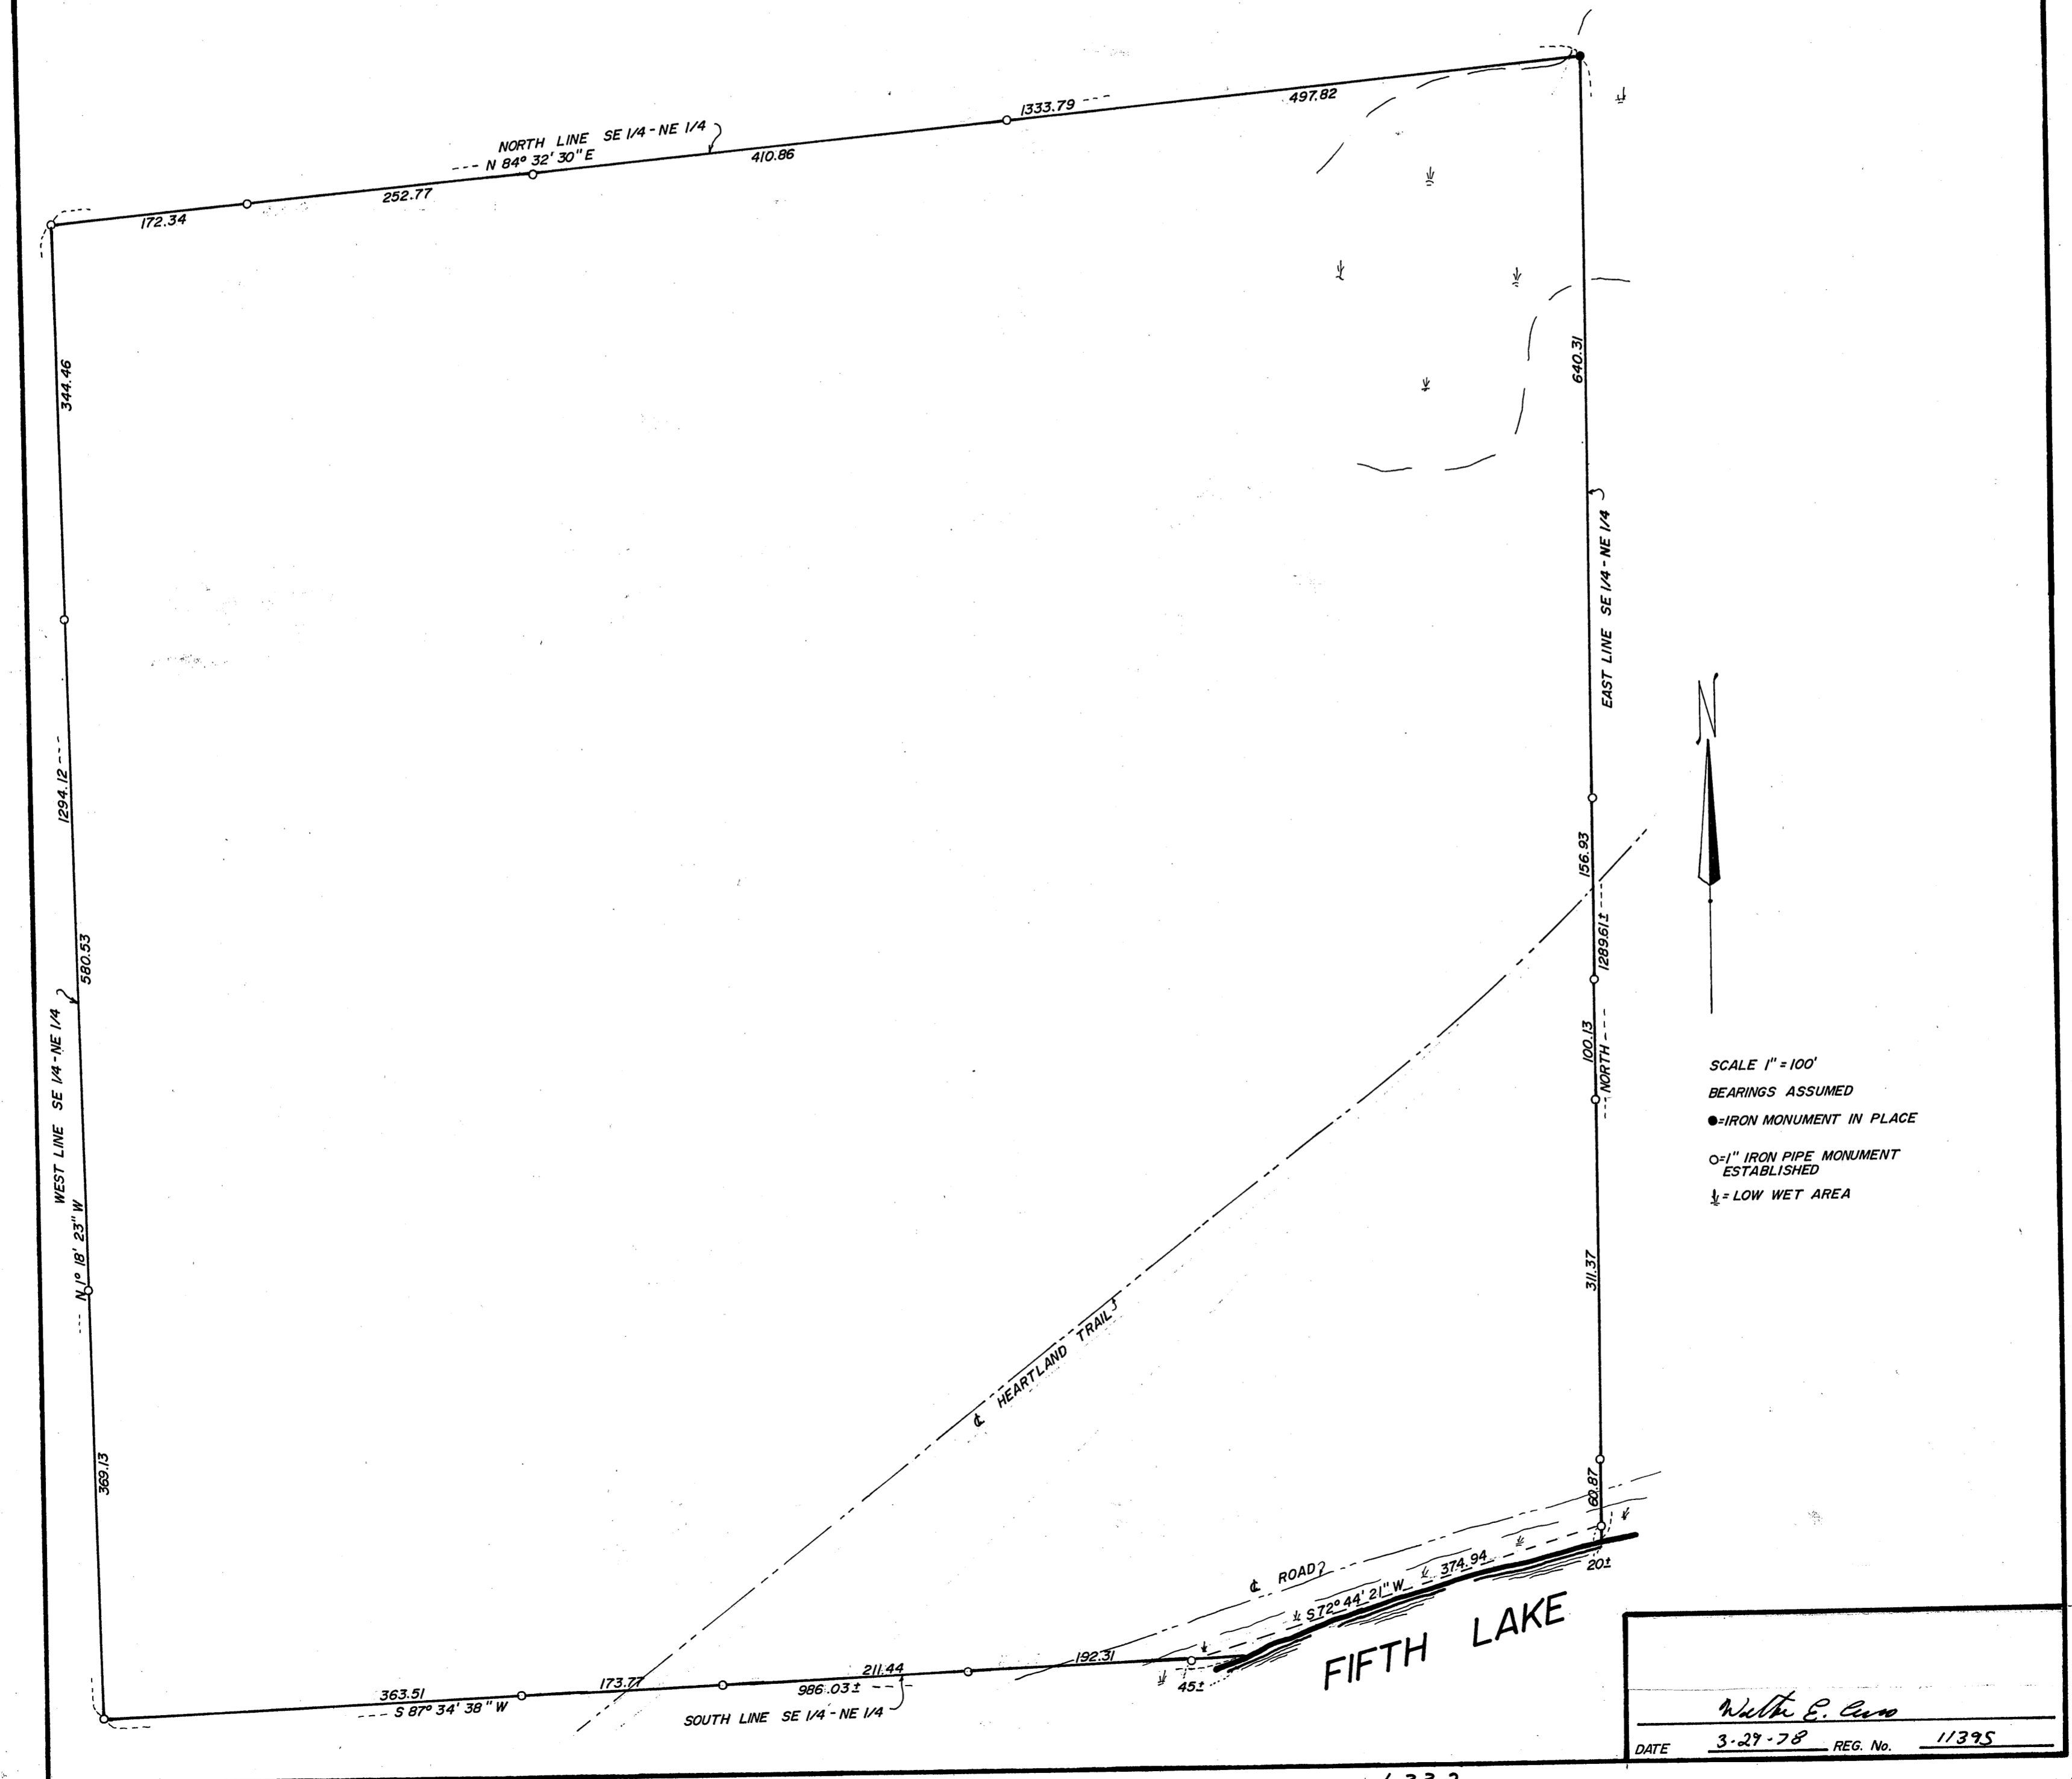 1333.79 ---
497.82
NORTH LINE SE 1/4 - NE 1/4
--- N 84° 32' 30" E
410.86
252.77
172.34
344.46
640.31
EAST LINE SE 1/4 - NE 1/4
N
1294.12 ---
156.93
580.53
1289.61±
WEST LINE SE 1/4 - NE 1/4
100.13
--- NORTH ---
SCALE 1" = 100'
BEARINGS ASSUMED
●=IRON MONUMENT IN PLACE
○=1" IRON PIPE MONUMENT
ESTABLISHED
= LOW WET AREA
--- N 1° 18' 23" W
311.37
℄ HEARTLAND TRAIL
369.13
60.87
℄ ROAD
374.94
20±
S 72° 44' 21" W
FIFTH LAKE
192.31
45±
211.44
986.03± ---
173.77
363.51
--- S 87° 34' 38" W
SOUTH LINE SE 1/4 - NE 1/4
DATE 3-29-78 REG. No. 11395